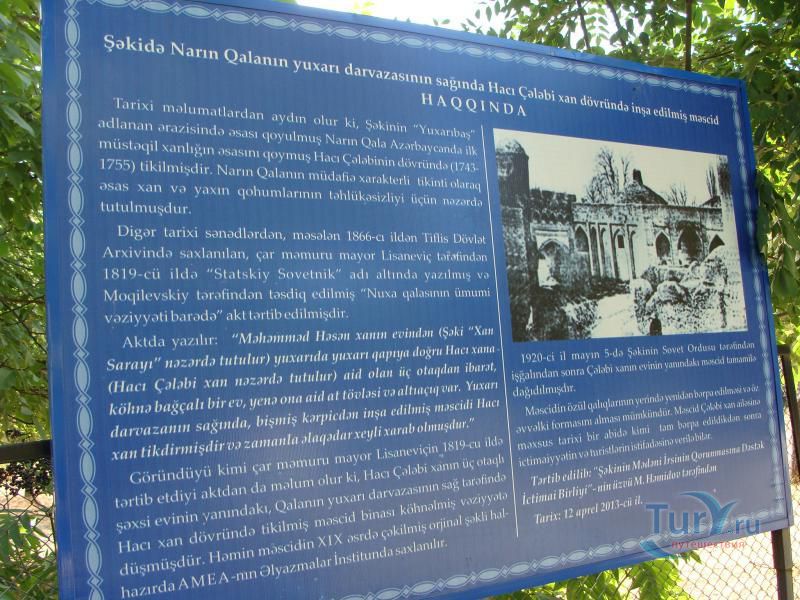 Şəkidə Narın Qalanın yuxarı darvazasının sağında Hacı Çələbi xan dövründə inşa edilmiş məscid
HAQQINDA
Tarixi məlumatlardan aydın olur ki, Şəkinin "Yuxarıbaş"
adlanan ərazisində əsası qoyulmuş Narın Qala Azərbaycanda ilk
müstəqil xanlığın əsasını qoymuş Hacı Çələbinin dövründə (1743-
1755) tikilmişdir. Narın Qalanın müdafiə xarakterli tikinti olaraq
əsas xan və yaxın qohumlarının təhlükəsizliyi üçün nəzərdə
tutulmuşdur.
Digər tarixi sənədlərdən, məsələn 1866-cı ildən Tiflis Dövlət
Arxivində saxlanılan, çar məmuru mayor Lisaneviç tərəfindən
1819-cü ildə "Statskiy Sovetnik" adı altında yazılmış və
Moqilevskiy tərəfindən təsdiq edilmiş "Nuxa qalasının ümumi
vəziyyəti barədə" akt tərtib edilmişdir.
Aktda yazılır: "Məhəmməd Həsən xanın evindən (Şəki "Xan
Sarayı" nəzərdə tutulur) yuxarıda yuxarı qapıya doğru Hacı xana
(Hacı Çələbi xan nəzərdə tutulur) aid olan üç otaqdan ibarət,
köhnə bağçalı bir ev, yenə ona aid at tövləsi və altıaçıq var. Yuxarı
darvazanın sağında, bişmiş kərpicdən inşa edilmiş məscidi Hacı
xan tikdirmişdir və zamanla əlaqədar xeyli xarab olmuşdur."
Göründüyü kimi çar məmuru mayor Lisaneviçin 1819-cu ildə
tərtib etdiyi aktdan da məlum olur ki, Hacı Çələbi xanın üç otaqlı
şəxsi evinin yanındakı, Qalanın yuxarı darvazasının sağ tərəfində
Hacı xan dövründə tikilmiş məscid binası köhnəlmiş vəziyyətə
düşmüşdür. Həmin məscidin XIX əsrdə çəkilmiş orjinal şəkli hal-
hazırda AMEA-nın Əlyazmalar İnstitunda saxlanılır.
1920-ci il mayın 5-də Şəkinin Sovet Ordusu tərəfindən
işğalından sonra Çələbi xanın evinin yanındakı məscid tamamilə
dağıdılmışdır.
Məscidin özül qalıqlarının yerində yenidən bərpa edilməsi və öz
əvvəlki formasını alması mümkündür. Məscid Çələbi xan ailəsinə
məxsus tarixi bir abidə kimi tam bərpa edildikdən sonra
ictimaiyyətin və turistlərin istifadəsinə verilə bilər.
Tərtib edilib: "Şəkinin Mədəni İrsinin Qorunmasına Dəstək
İctimai Birliyi"-nin üzvü M. Həmidov tərəfindən
Tarix: 12 aprel 2013-cü il.
Turу.ru
путешествия